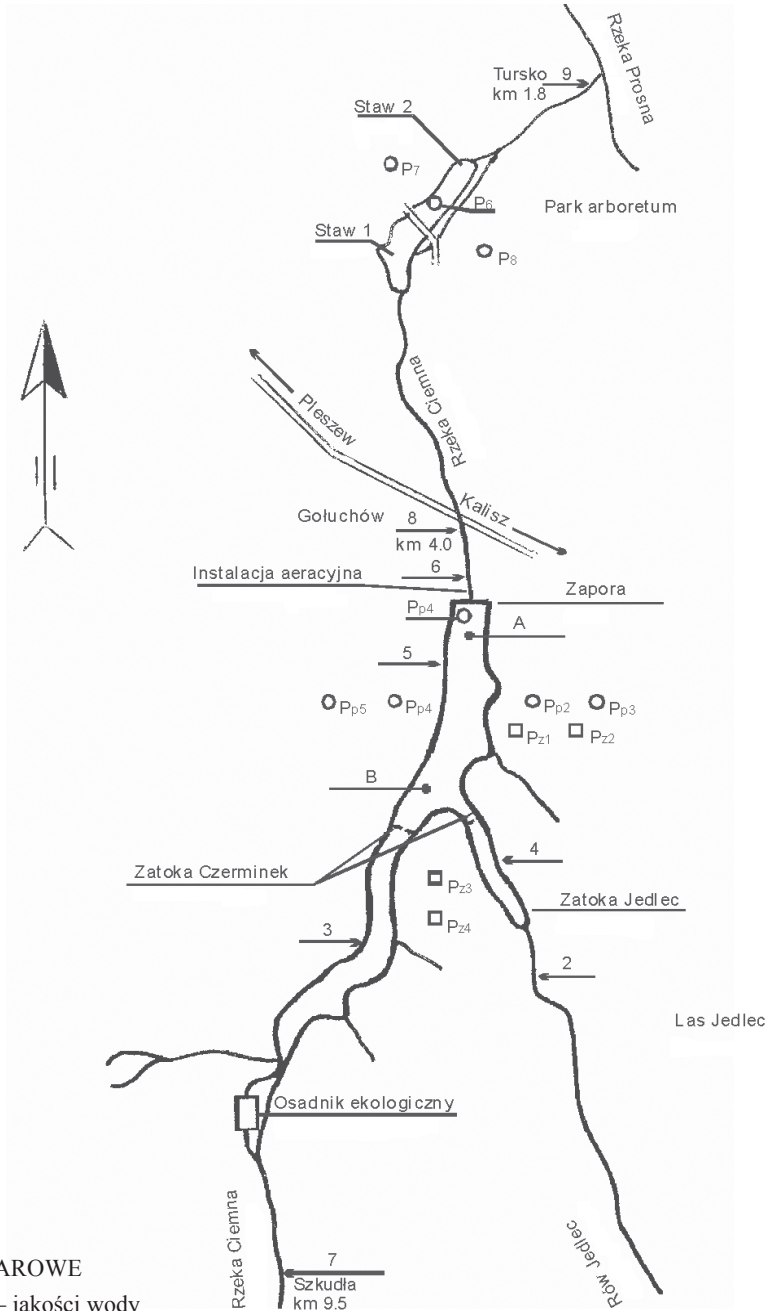 Rzeka Prosna
Tursko 9
km 1.8
Staw 2
P7
P6
Park arboretum
Staw 1
P8
Rzeka Ciemna
Pleszew
Kalisz
Gołuchów 8
km 4.0
6
Instalacja aeracyjna
Zapora
Pp4
A
5
Pp5
Pp4
Pp2
Pp3
Pz1
Pz2
B
4
Zatoka Czerminek
Pz3
Zatoka Jedlec
Pz4
3
2
Las Jedlec
Osadnik ekologiczny
Rzeka Ciemna
Rów Jedlec
7
Szkudła
km 9.5
AROWE
– jakości wody